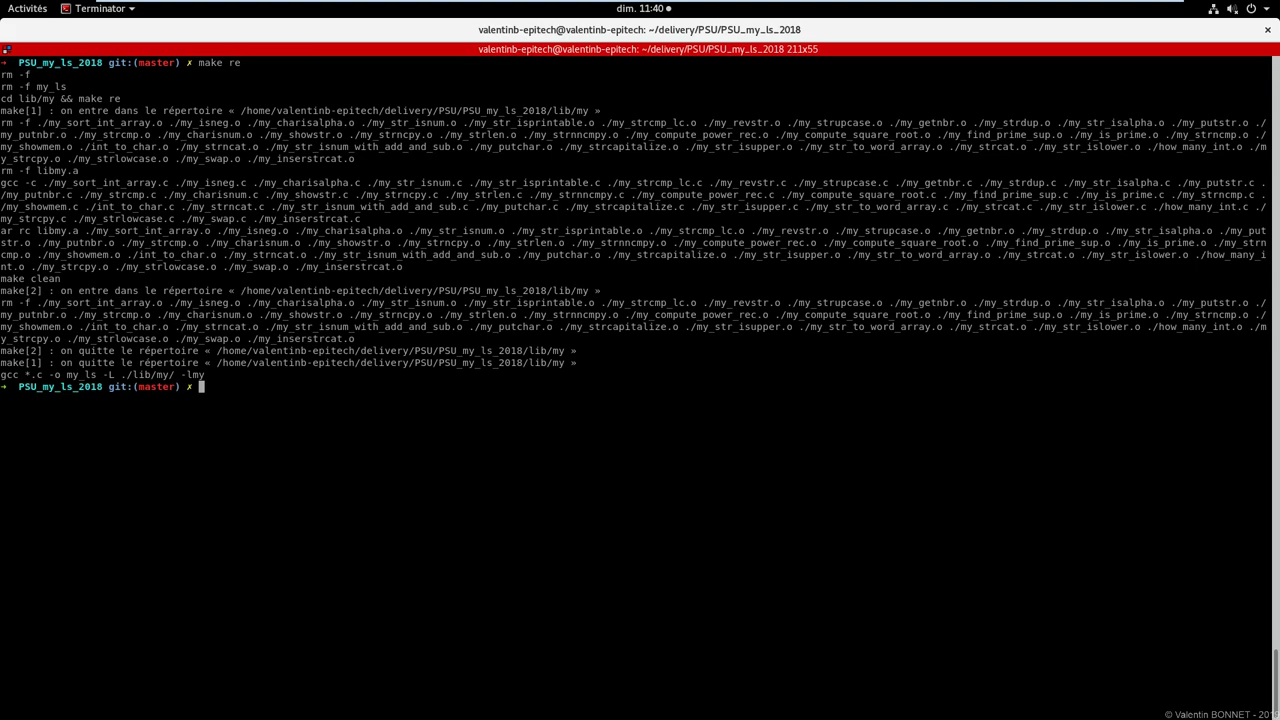 Activités
Terminator
dim. 11:40
valentinb-epitech@valentinb-epitech: ~/delivery/PSU/PSU_my_ls_2018
×
valentinb-epitech@valentinb-epitech: ~/delivery/PSU/PSU_my_ls_2018 211x55
→ PSU_my_ls_2018 git:(master) ✗ make re
rm -f
rm -f my_ls
cd lib/my && make re
make[1] : on entre dans le répertoire « /home/valentinb-epitech/delivery/PSU/PSU_my_ls_2018/lib/my »
rm -f ./my_sort_int_array.o ./my_isneg.o ./my_charisalpha.o ./my_str_isnum.o ./my_str_isprintable.o ./my_strcmp_lc.o ./my_revstr.o ./my_strupcase.o ./my_getnbr.o ./my_strdup.o ./my_str_isalpha.o ./my_putstr.o ./
my_putnbr.o ./my_strcmp.o ./my_charisnum.o ./my_showstr.o ./my_strncpy.o ./my_strlen.o ./my_strnncmpy.o ./my_compute_power_rec.o ./my_compute_square_root.o ./my_find_prime_sup.o ./my_is_prime.o ./my_strncmp.o ./
my_showmem.o ./int_to_char.o ./my_strncat.o ./my_str_isnum_with_add_and_sub.o ./my_putchar.o ./my_strcapitalize.o ./my_str_isupper.o ./my_str_to_word_array.o ./my_strcat.o ./my_str_islower.o ./how_many_int.o ./m
y_strcpy.o ./my_strlowcase.o ./my_swap.o ./my_inserstrcat.o
rm -f libmy.a
gcc -c ./my_sort_int_array.c ./my_isneg.c ./my_charisalpha.c ./my_str_isnum.c ./my_str_isprintable.c ./my_strcmp_lc.c ./my_revstr.c ./my_strupcase.c ./my_getnbr.c ./my_strdup.c ./my_str_isalpha.c ./my_putstr.c .
/my_putnbr.c ./my_strcmp.c ./my_charisnum.c ./my_showstr.c ./my_strncpy.c ./my_strlen.c ./my_strnncmpy.c ./my_compute_power_rec.c ./my_compute_square_root.c ./my_find_prime_sup.c ./my_is_prime.c ./my_strncmp.c .
/my_showmem.c ./int_to_char.c ./my_strncat.c ./my_str_isnum_with_add_and_sub.c ./my_putchar.c ./my_strcapitalize.c ./my_str_isupper.c ./my_str_to_word_array.c ./my_strcat.c ./my_str_islower.c ./how_many_int.c ./
my_strcpy.c ./my_strlowcase.c ./my_swap.c ./my_inserstrcat.c
ar rc libmy.a ./my_sort_int_array.o ./my_isneg.o ./my_charisalpha.o ./my_str_isnum.o ./my_str_isprintable.o ./my_strcmp_lc.o ./my_revstr.o ./my_strupcase.o ./my_getnbr.o ./my_strdup.o ./my_str_isalpha.o ./my_put
str.o ./my_putnbr.o ./my_strcmp.o ./my_charisnum.o ./my_showstr.o ./my_strncpy.o ./my_strlen.o ./my_strnncmpy.o ./my_compute_power_rec.o ./my_compute_square_root.o ./my_find_prime_sup.o ./my_is_prime.o ./my_strn
cmp.o ./my_showmem.o ./int_to_char.o ./my_strncat.o ./my_str_isnum_with_add_and_sub.o ./my_putchar.o ./my_strcapitalize.o ./my_str_isupper.o ./my_str_to_word_array.o ./my_strcat.o ./my_str_islower.o ./how_many_i
nt.o ./my_strcpy.o ./my_strlowcase.o ./my_swap.o ./my_inserstrcat.o
make clean
make[2] : on entre dans le répertoire « /home/valentinb-epitech/delivery/PSU/PSU_my_ls_2018/lib/my »
rm -f ./my_sort_int_array.o ./my_isneg.o ./my_charisalpha.o ./my_str_isnum.o ./my_str_isprintable.o ./my_strcmp_lc.o ./my_revstr.o ./my_strupcase.o ./my_getnbr.o ./my_strdup.o ./my_str_isalpha.o ./my_putstr.o ./
my_putnbr.o ./my_strcmp.o ./my_charisnum.o ./my_showstr.o ./my_strncpy.o ./my_strlen.o ./my_strnncmpy.o ./my_compute_power_rec.o ./my_compute_square_root.o ./my_find_prime_sup.o ./my_is_prime.o ./my_strncmp.o ./
my_showmem.o ./int_to_char.o ./my_strncat.o ./my_str_isnum_with_add_and_sub.o ./my_putchar.o ./my_strcapitalize.o ./my_str_isupper.o ./my_str_to_word_array.o ./my_strcat.o ./my_str_islower.o ./how_many_int.o ./m
y_strcpy.o ./my_strlowcase.o ./my_swap.o ./my_inserstrcat.o
make[2] : on quitte le répertoire « /home/valentinb-epitech/delivery/PSU/PSU_my_ls_2018/lib/my »
make[1] : on quitte le répertoire « /home/valentinb-epitech/delivery/PSU/PSU_my_ls_2018/lib/my »
gcc *.c -o my_ls -L ./lib/my/ -lmy
→ PSU_my_ls_2018 git:(master) ✗
© Valentin BONNET -